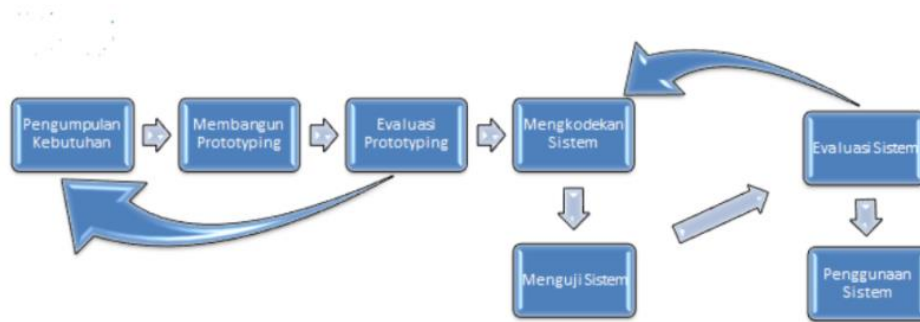 Pengumpulan
Kebutuhan
Membangun
Prototyping
Evaluasi
Prototyping
Mengkodekan
Sistem
Menguji Sistem
Evaluasi Sistem
Penggunaan
Sistem